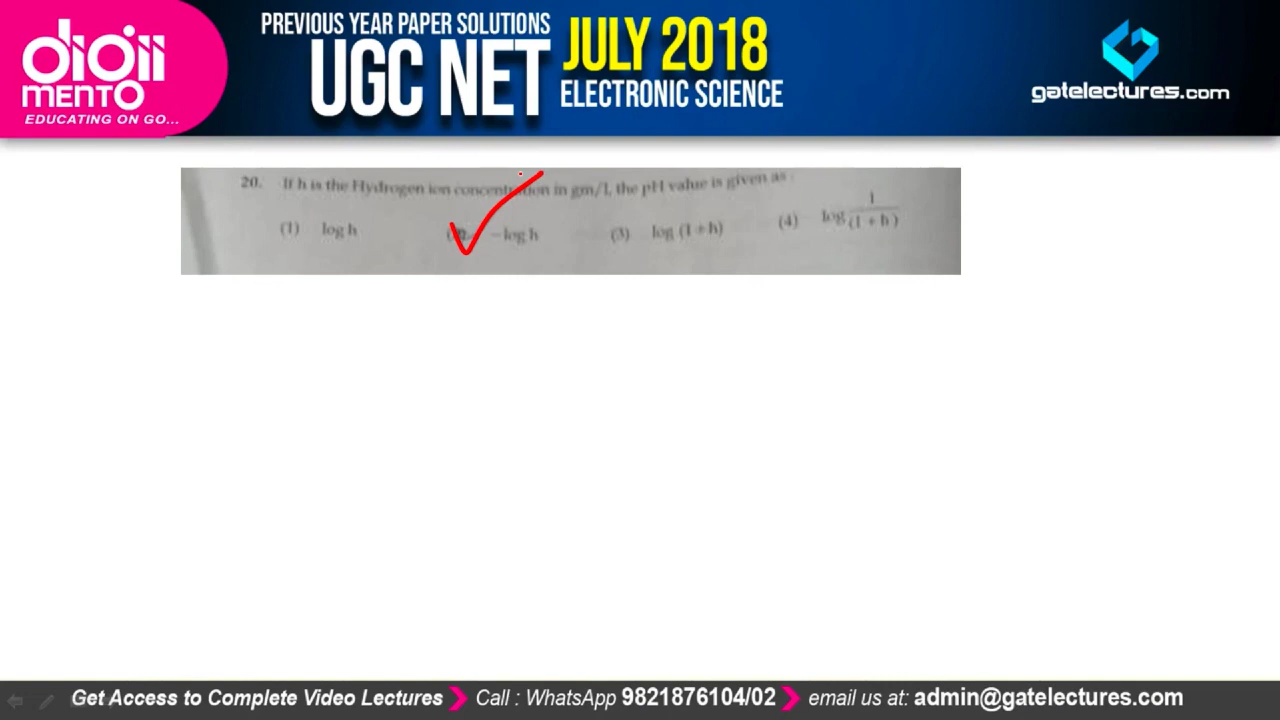 diGii
MENTO
EDUCATING ON GO...
PREVIOUS YEAR PAPER SOLUTIONS
UGC NET JULY 2018
ELECTRONIC SCIENCE
gatelectures.com
20. If h is the Hydrogen ion concentration in gm/l, the pH value is given as :
(1) log h – log h (3) log (1 + h) (4) log 1/(1 + h)
Get Access to Complete Video Lectures Call : WhatsApp 9821876104/02 email us at: admin@gatelectures.com